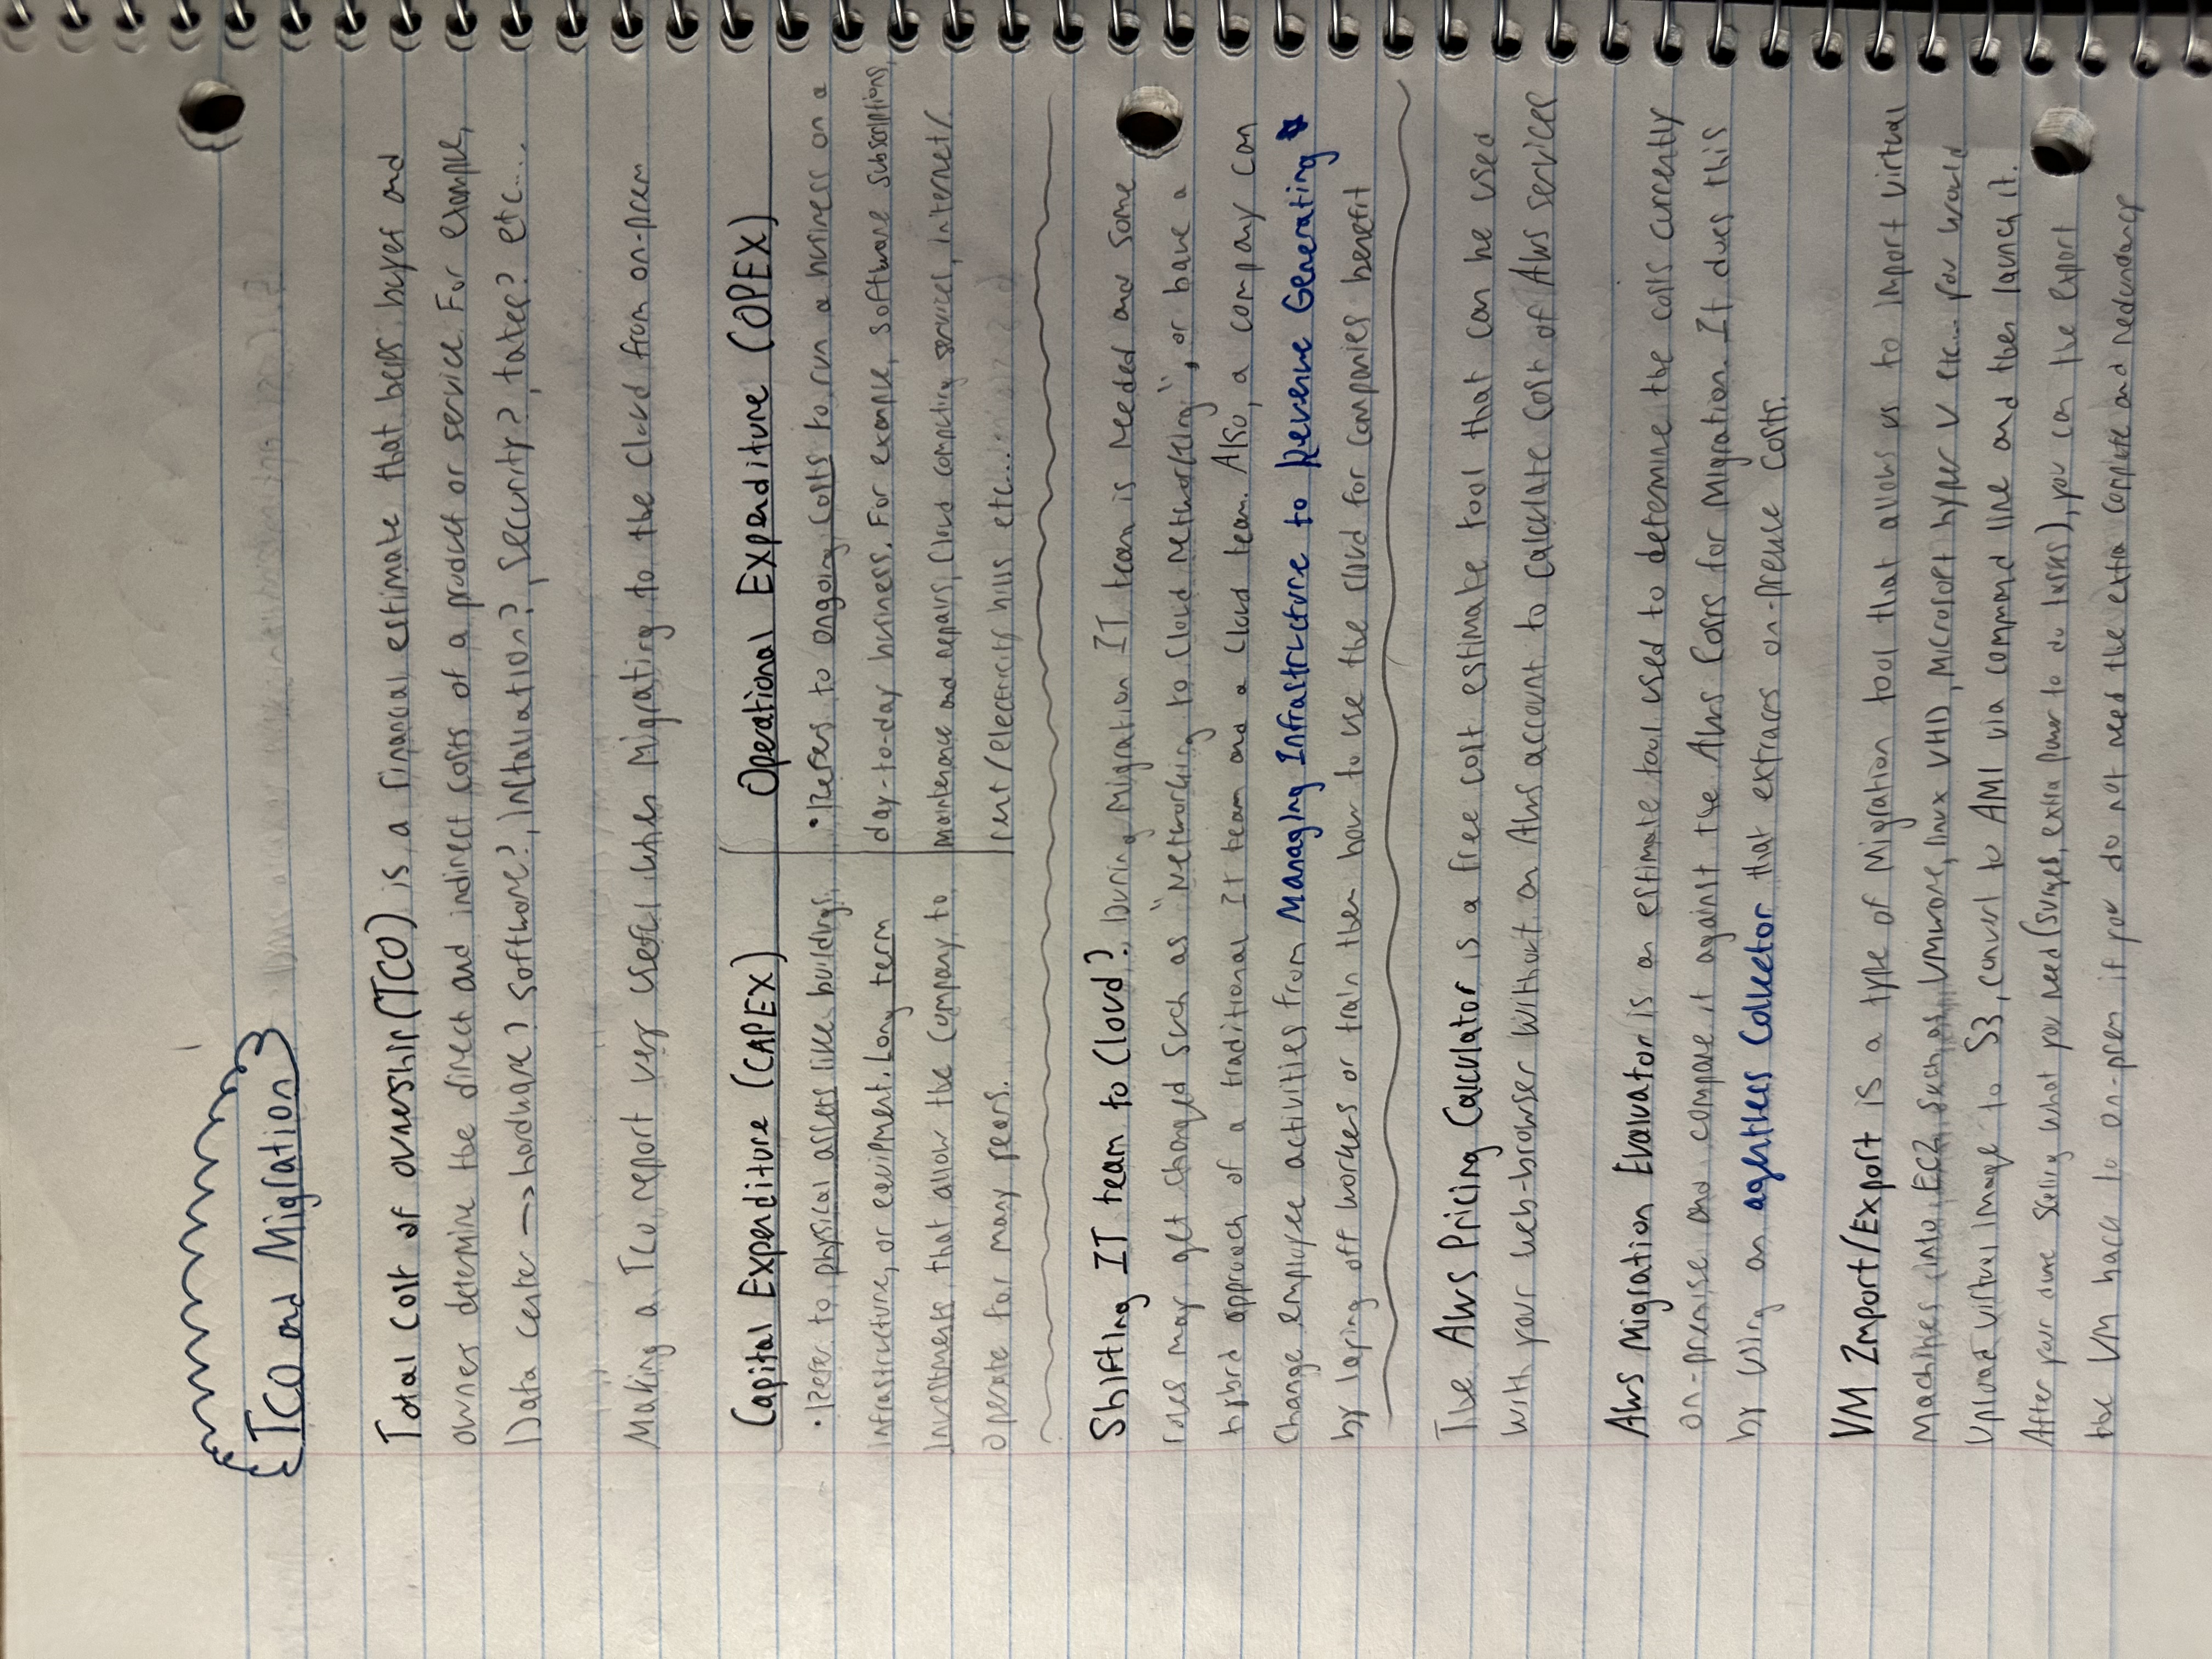 TCO and Migration
Total Cost of Ownership (TCO) is a financial estimate that helps buyer and
owner determine the direct and indirect costs of a product or service. For example,
Data center → hardware? software?, installation?, security?, taxes? etc....
Making a TCO report very useful when Migrating to the Cloud from on-prem
Capital Expenditure (CAPEX)
• Refer to physical assets like buildings,
infrastructure, or equipment. Long term
investments that allow the company to
operate for many years.
Operational Expenditure (OPEX)
• Refers to ongoing costs to run a business on a
day-to-day business. For example, software subscriptions,
maintenance and repairs, cloud computing services, internet/
rent/electricity bills etc...
Shifting IT team to Cloud? During Migration IT team is needed and some
roles may get changed such as "Networking to Cloud Networking", or have a
hybrd approach of a traditional IT team and a cloud team. Also, a company can
Change employee activities from Managing Infrastructure to Revenue Generating ★
by laying off workers or train them how to use the cloud for companies benefit
The AWS Pricing Calculator is a free cost estimate tool that can be used
with your web-browser without an AWS account to calculate cost of AWS services
AWS Migration Evaluator is an estimate tool used to determine the costs currently
on-premise and compare it against the AWS Costs for Migration. It does this
by using an agentless Collector that extraces on-premise costs.
VM Import/Export is a type of Migration tool that allows us to import virtual
Machines into EC2 such as VMware, linux VHD, Microsoft hyper V etc... you would
Upload virtual image to S3, convert to AMI via command line and then launch it.
After your done scaling what you need (surges, extra power to do tasks), you can the export
the VM back to on-prem if you do not need the extra compute and redundancy